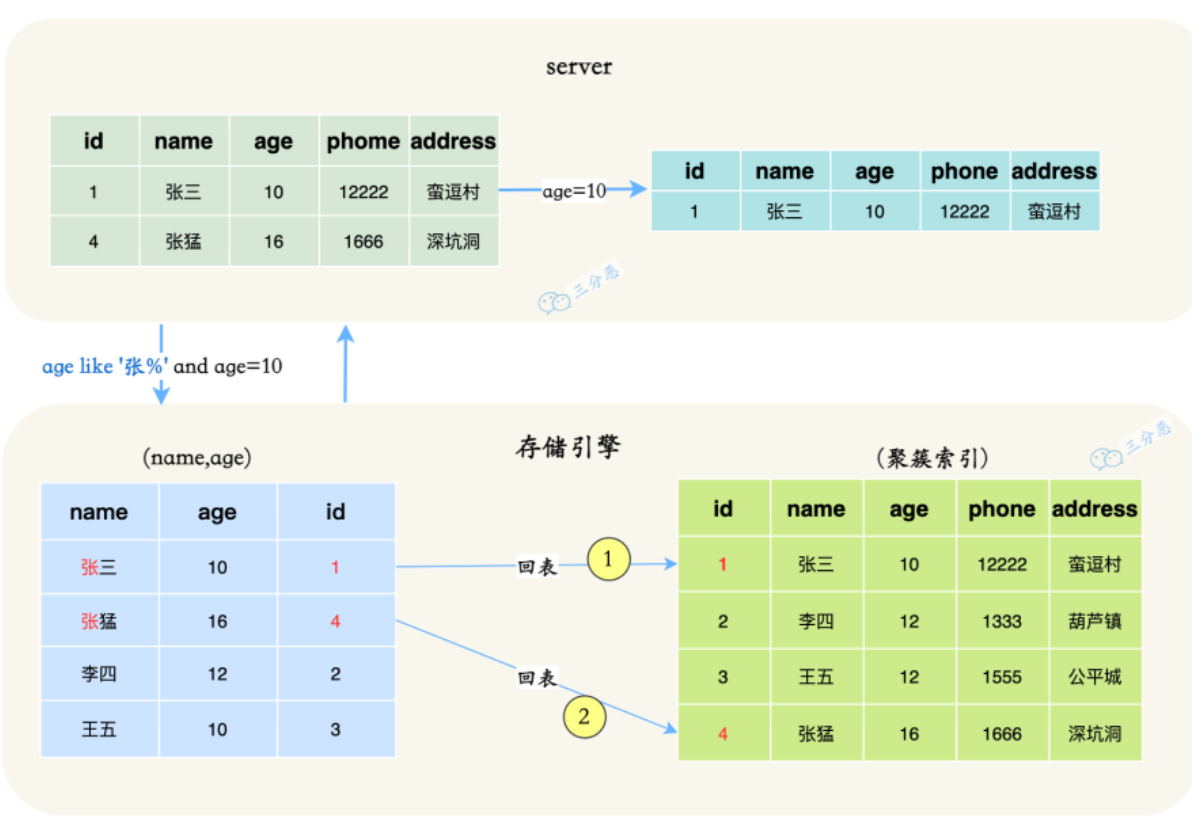 server
id name age phome address
1 张三 10 12222 蛮逗村
4 张猛 16 1666 深坑洞
age=10
id name age phone address
1 张三 10 12222 蛮逗村
三分恶
age like '张%' and age=10
存储引擎
三分恶
(name,age)
name age id
张三 10 1
张猛 16 4
李四 12 2
王五 10 3
回表 1
回表
2
(聚簇索引)
id name age phone address
1 张三 10 12222 蛮逗村
2 李四 12 1333 葫芦镇
3 王五 12 1555 公平城
4 张猛 16 1666 深坑洞